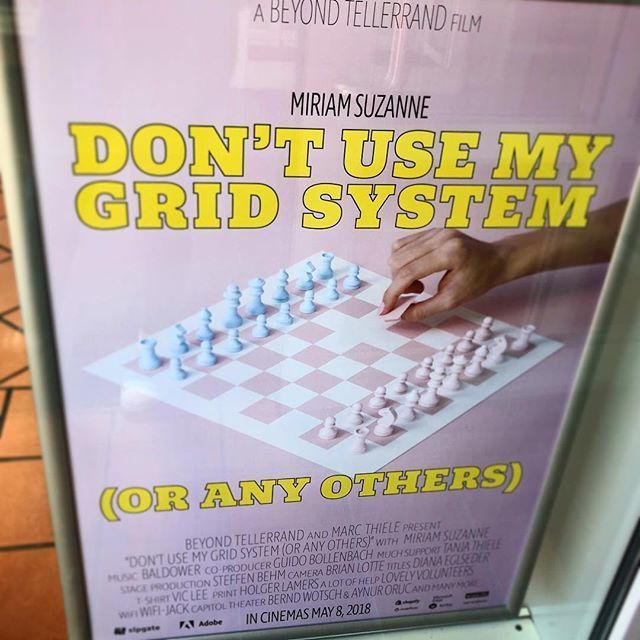 A BEYOND TELLERRAND FILM
MIRIAM SUZANNE
DON'T USE MY
GRID SYSTEM
(OR ANY OTHERS)
BEYOND TELLERRAND AND MARC THIELE PRESENT
"DON'T USE MY GRID SYSTEM (OR ANY OTHERS)" WITH MIRIAM SUZANNE
MUSIC BALDOWER CO-PRODUCER GUIDO BOLLENBACH MUCH SUPPORT TANJA THIELE
STAGE PRODUCTION STEFFEN BEHM CAMERA BRIAN LOTTE TITLES DIANA EGLSEDER
T-SHIRT VIC LEE PRINT HOLGER LAMERS A LOT OF HELP LOVELY VOLUNTEERS
WIFI WIFI-JACK CAPITOL THEATER BERND WOTSCH & AYNUR ORUC AND MANY MORE
IN CINEMAS MAY 8, 2018
sipgate Adobe